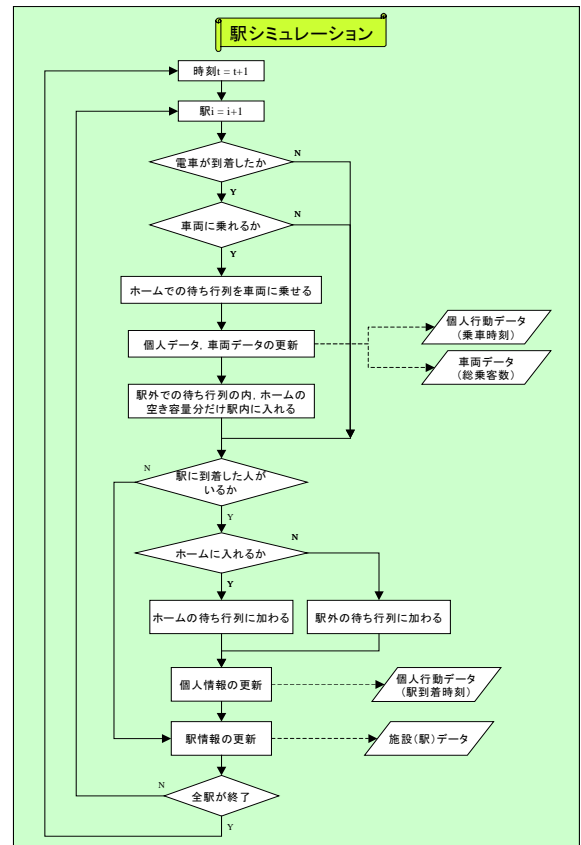 駅シミュレーション
時刻t = t+1
駅i = i+1
電車が到着したか
N
Y
車両に乗れるか
N
Y
ホームでの待ち行列を車両に乗せる
個人データ,車両データの更新
個人行動データ
(乗車時刻)
車両データ
(総乗客数)
駅外での待ち行列の内,ホームの
空き容量分だけ駅内に入れる
N
駅に到着した人が
いるか
Y
N
ホームに入れるか
Y
ホームの待ち行列に加わる
駅外の待ち行列に加わる
個人情報の更新
個人行動データ
(駅到着時刻)
駅情報の更新
施設(駅)データ
N
全駅が終了
Y